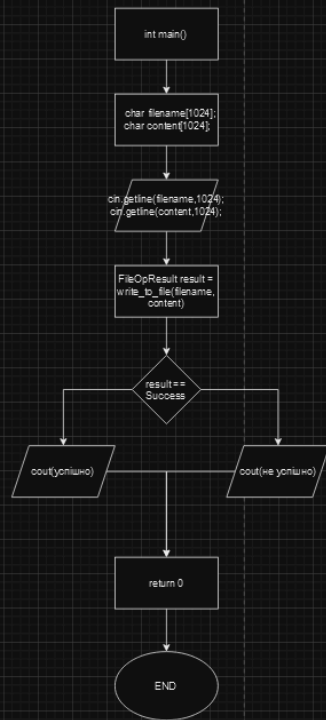 int main()
char filename[1024];
char content[1024];
cin.getline(filename,1024);
cin.getline(content,1024);
FileOpResult result =
write_to_file(filename,
content)
result==
Success
cout(успішно)
cout(не успішно)
return 0
END